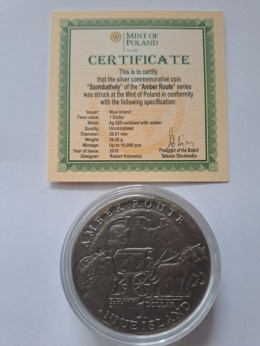 MINT OF
POLAND
CERTIFICATE
This is to certify
that the silver commemorative coin
"Szombathely" of the "Amber Route" series
was struck at the Mint of Poland in conformity
with the following specification:
Issuer: Niue Island
Face value: 1 Dollar
Metal: Ag 925 oxidised with amber
Quality: Uncirculated
Diameter: 38.61 mm
Weight: 28.28 g
Mintage: Up to 10,000 pcs
Year of issue: 2010
Designer: Robert Kotowicz
President of the Board
Tadeusz Steckiewicz
AMBER ROUTE
DOLLAR
NIUE ISLAND